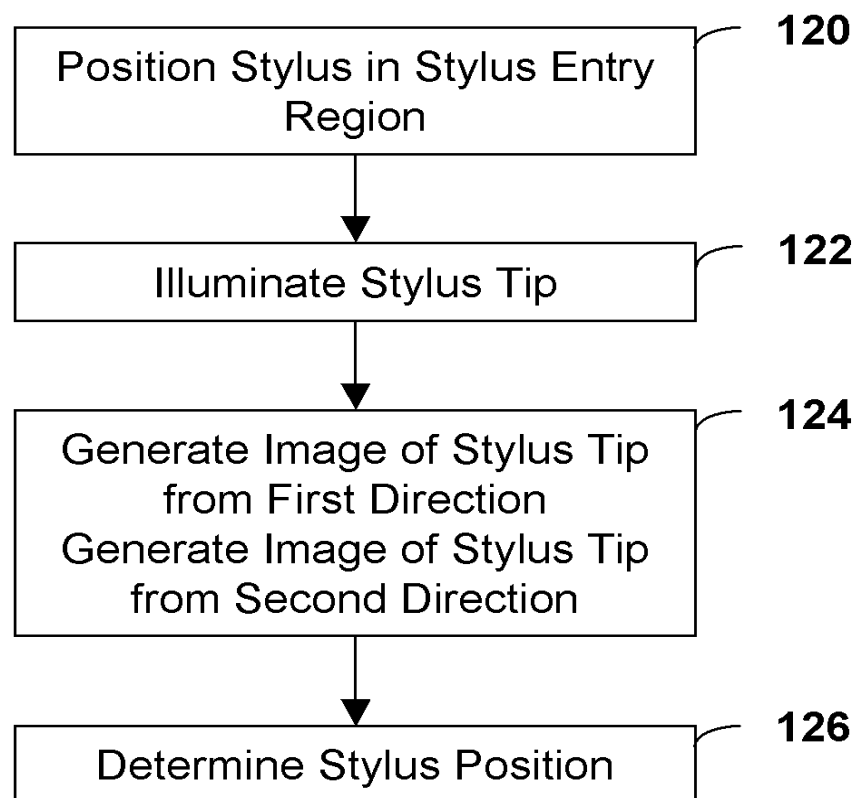 120
Position Stylus in Stylus Entry
Region
122
Illuminate Stylus Tip
124
Generate Image of Stylus Tip
from First Direction
Generate Image of Stylus Tip
from Second Direction
126
Determine Stylus Position